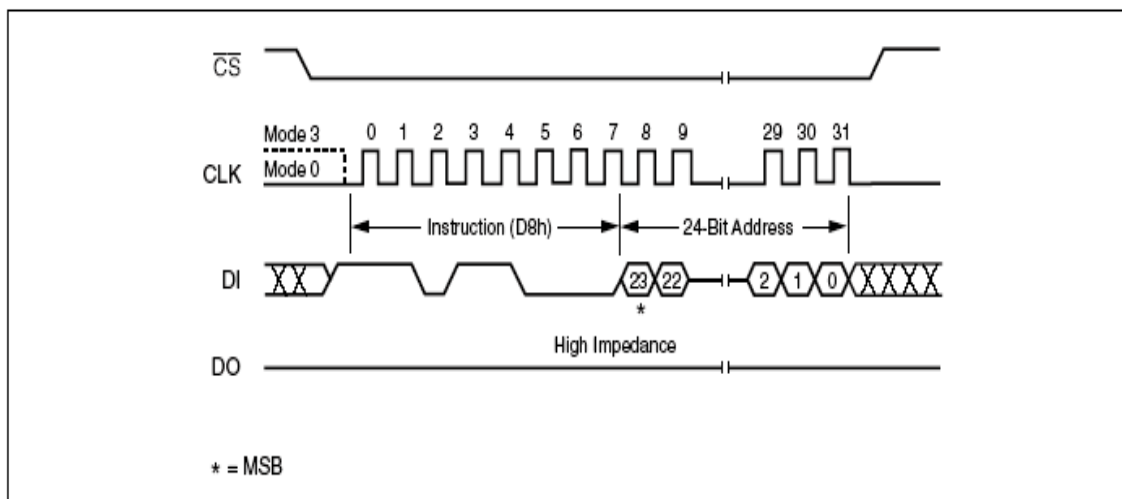 CS
Mode 3
0 1 2 3 4 5 6 7 8 9 29 30 31
CLK
Mode 0
Instruction (D8h)
24-Bit Address
DI
23 22 2 1 0
*
High Impedance
DO
* = MSB